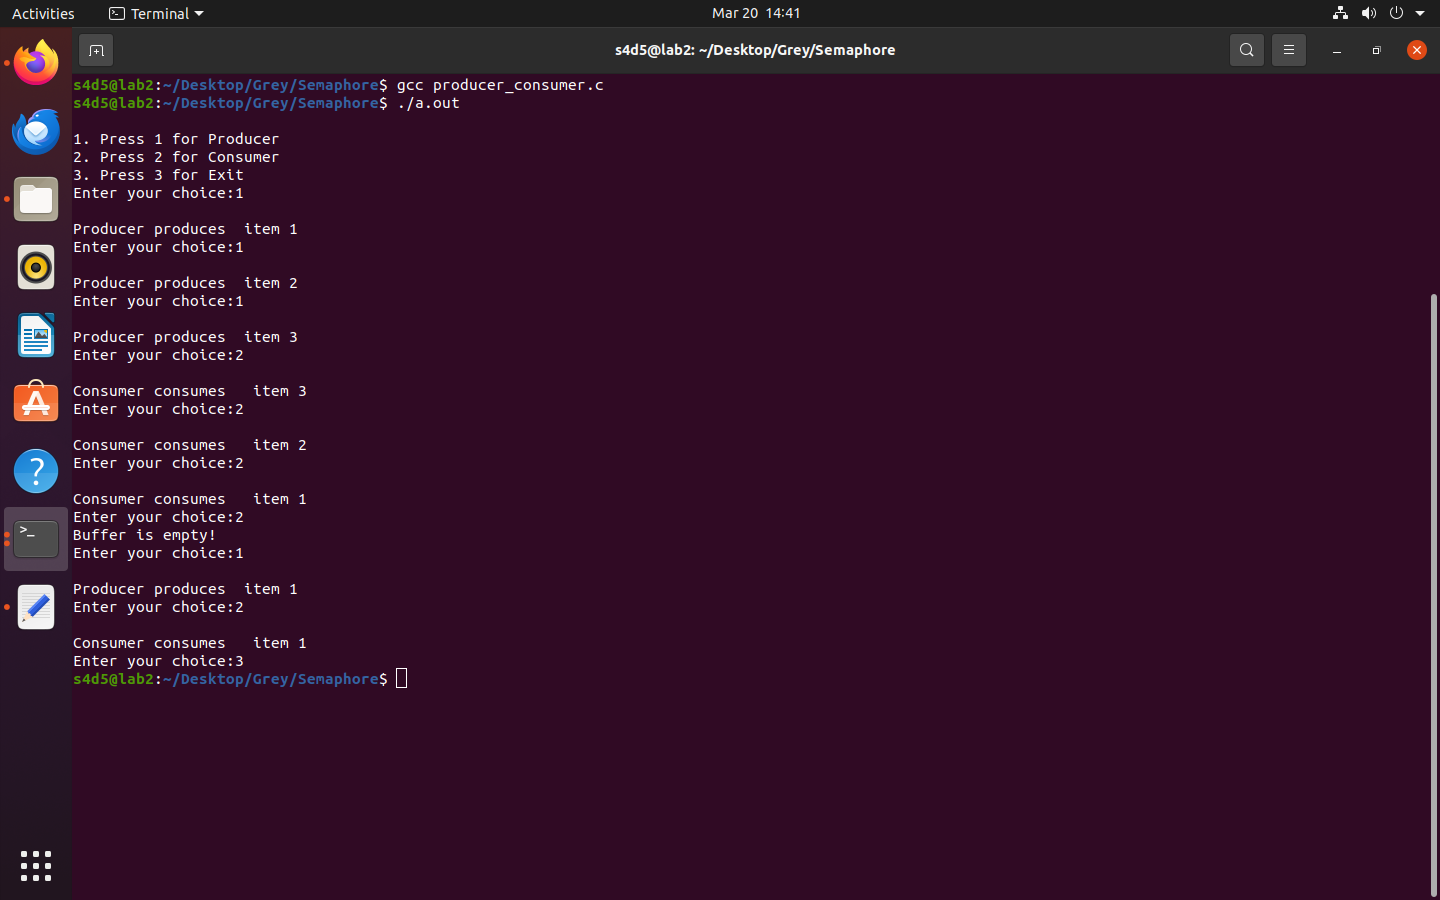 Activities Terminal Mar 20 14:41
s4d5@lab2: ~/Desktop/Grey/Semaphore
s4d5@lab2:~/Desktop/Grey/Semaphore$ gcc producer_consumer.c
s4d5@lab2:~/Desktop/Grey/Semaphore$ ./a.out
1. Press 1 for Producer
2. Press 2 for Consumer
3. Press 3 for Exit
Enter your choice:1
Producer produces  item 1
Enter your choice:1
Producer produces  item 2
Enter your choice:1
Producer produces  item 3
Enter your choice:2
Consumer consumes   item 3
Enter your choice:2
Consumer consumes   item 2
Enter your choice:2
Consumer consumes   item 1
Enter your choice:2
Buffer is empty!
Enter your choice:1
Producer produces  item 1
Enter your choice:2
Consumer consumes   item 1
Enter your choice:3
s4d5@lab2:~/Desktop/Grey/Semaphore$